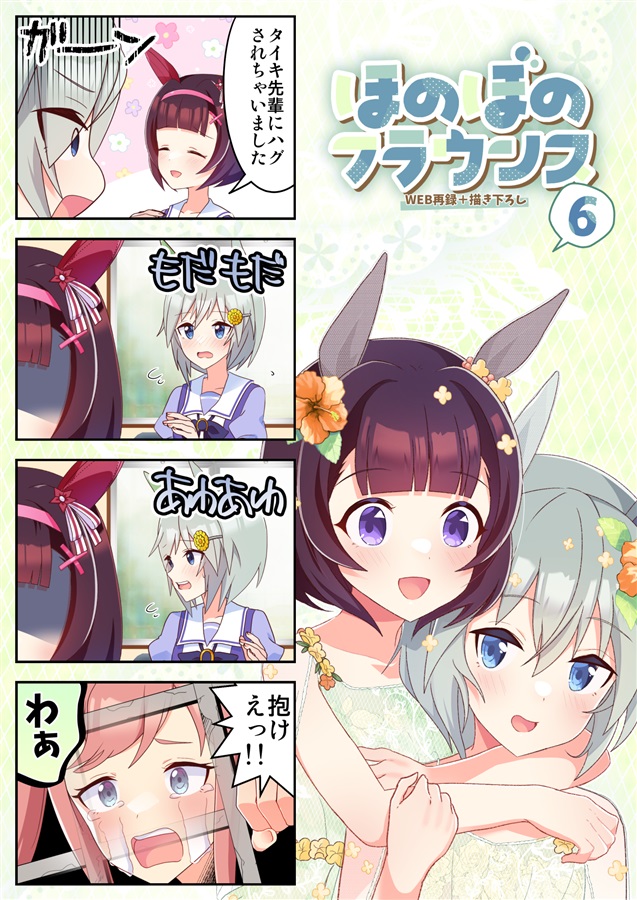 ほのぼの
フラウンス
WEB再録+描き下ろし
6
タイキ先輩にハグ
されちゃいました
ガーン
もだもだ
あわあわ
抱け
えっ!!
わぁ